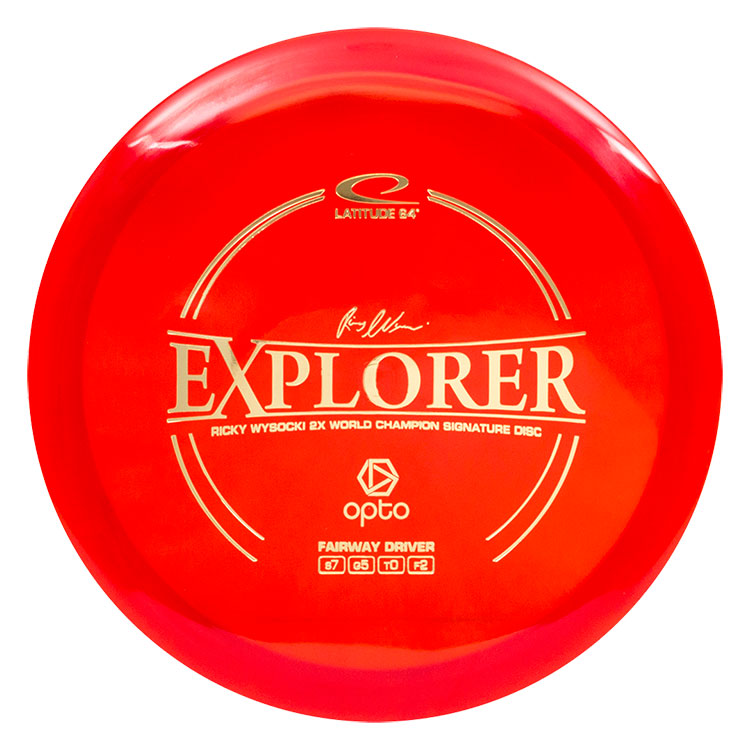 LATITUDE 64°
EXPLORER
RICKY WYSOCKI 2X WORLD CHAMPION SIGNATURE DISC
opto
FAIRWAY DRIVER
S7 G5 T0 F2